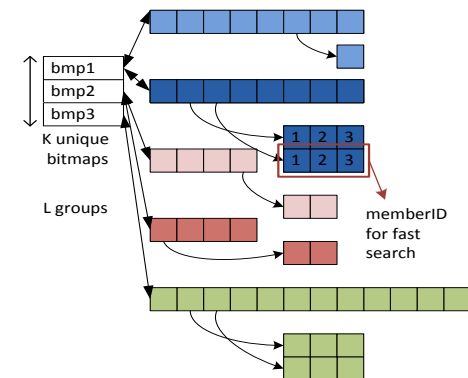 bmp1
bmp2
bmp3
K unique
bitmaps
L groups
1 2 3
1 2 3
memberID
for fast
search